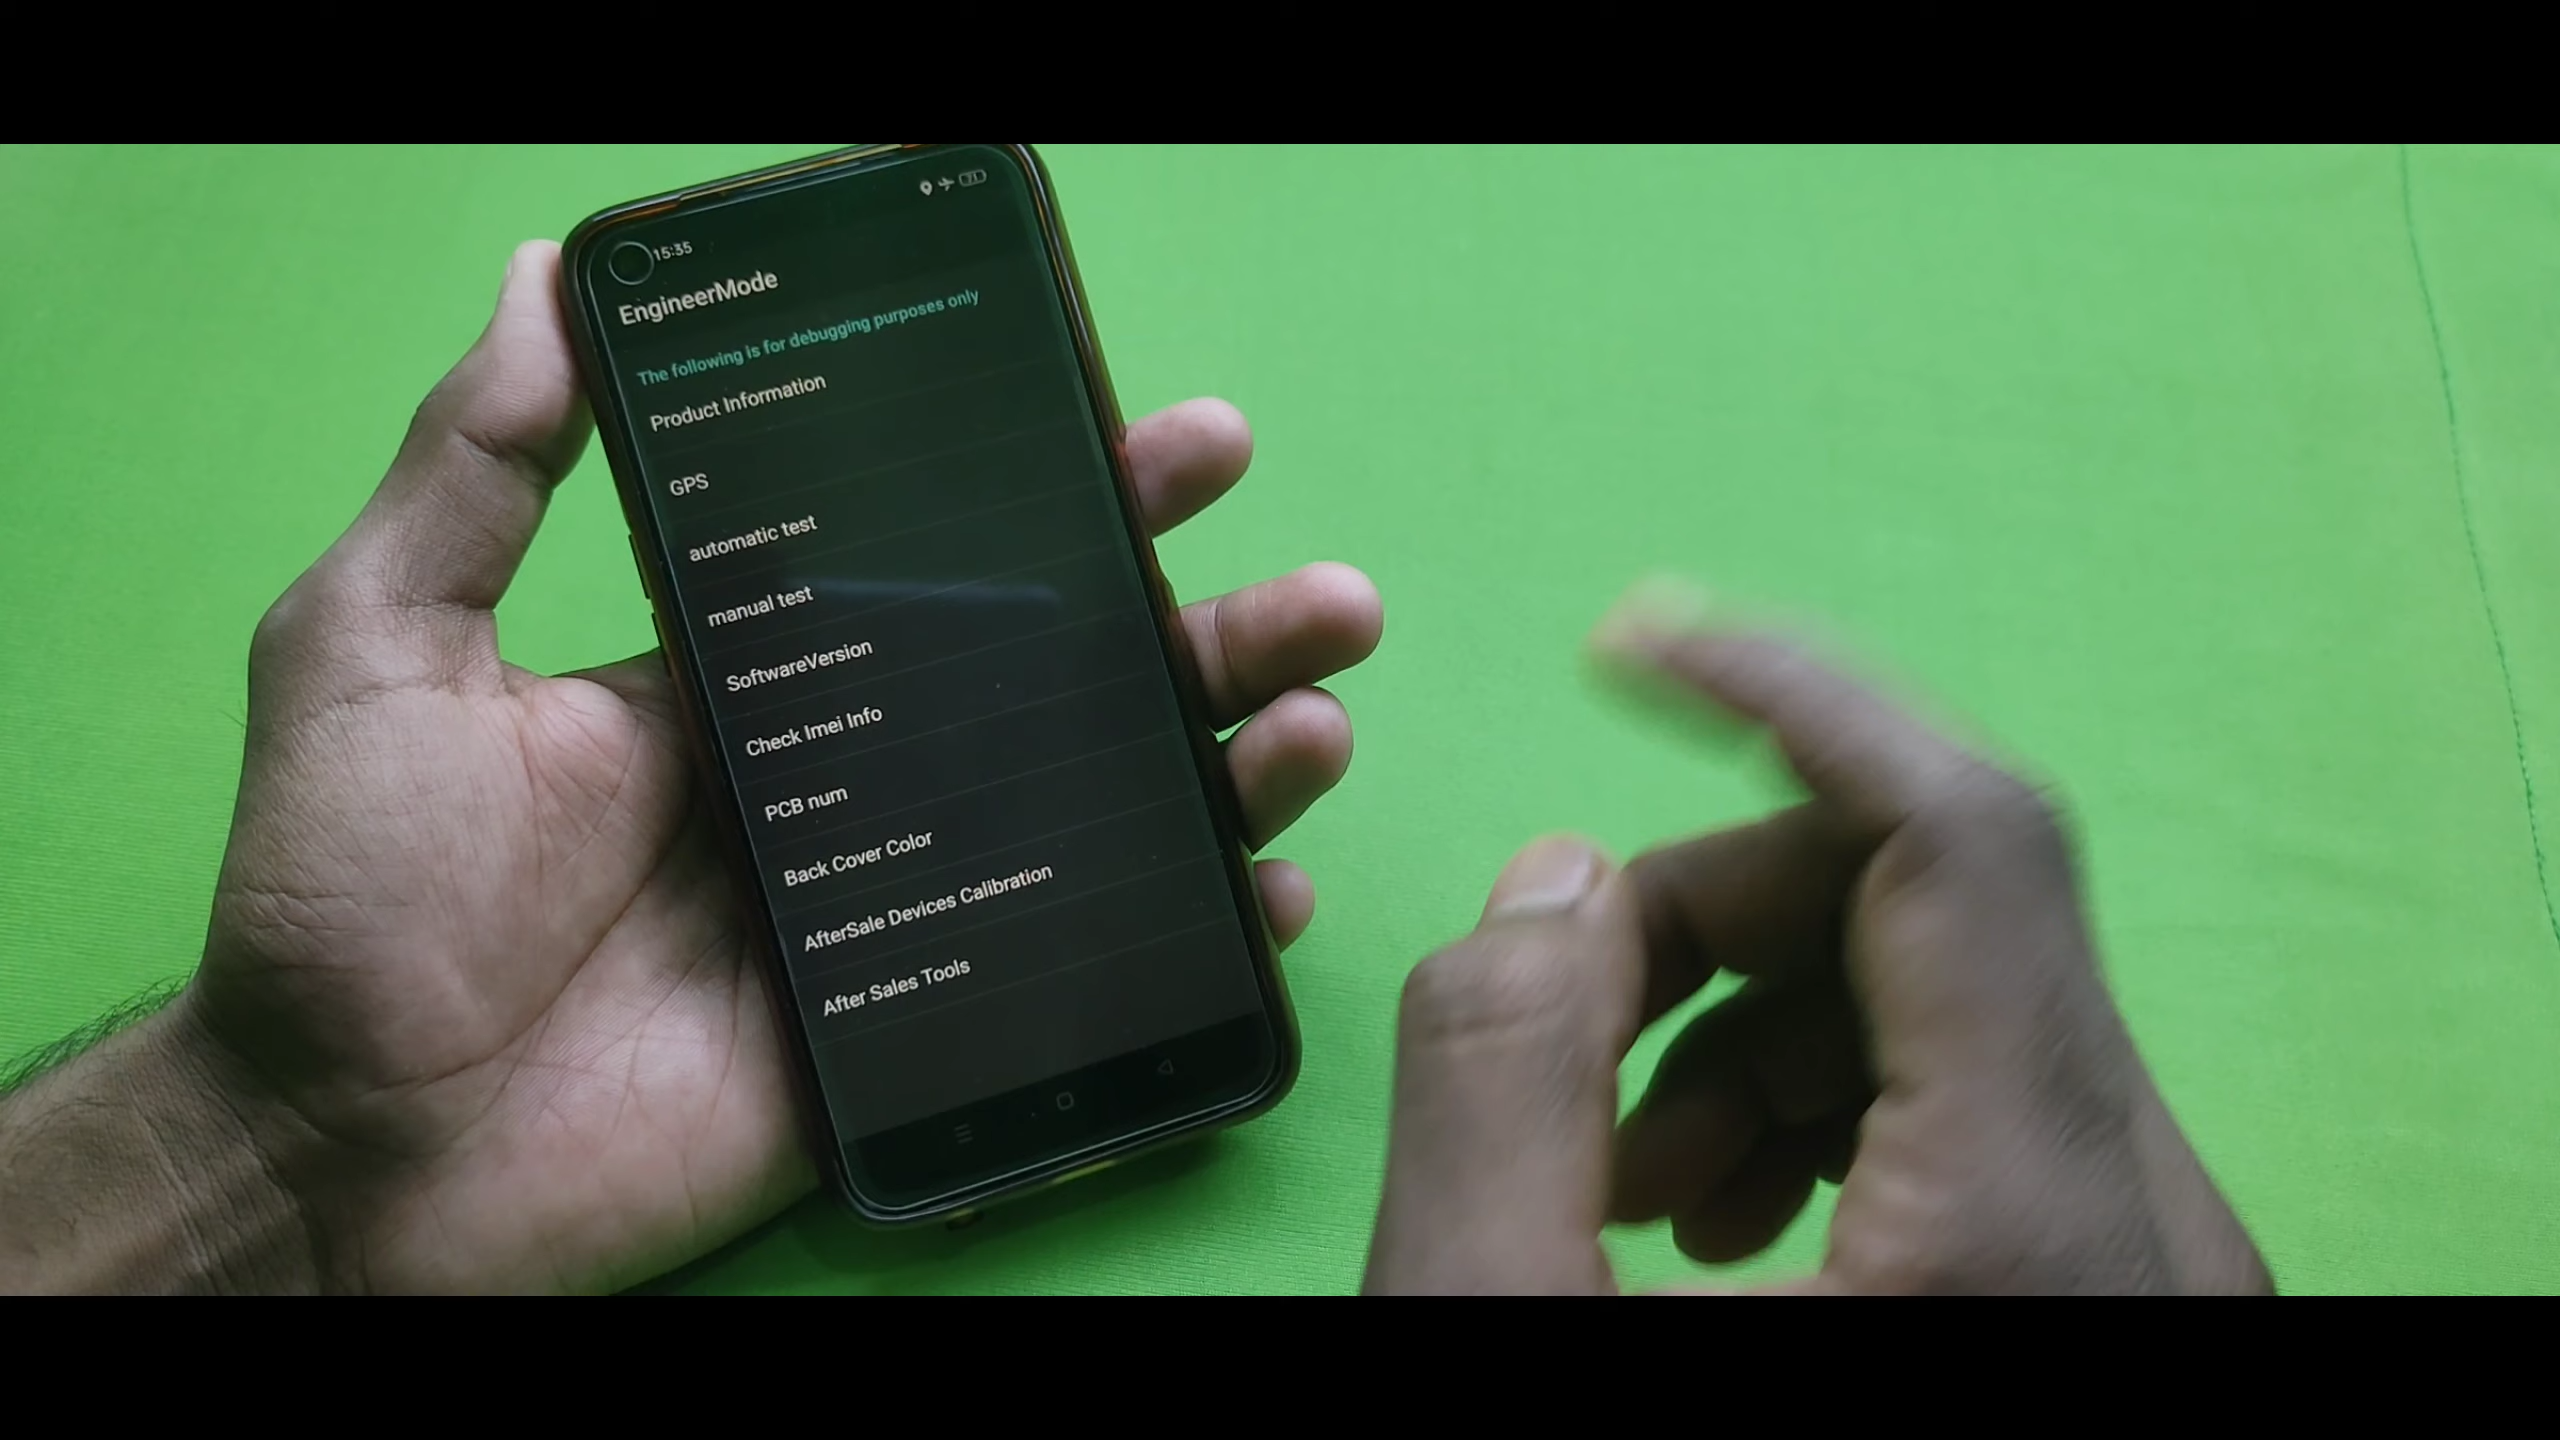 15:35
71
EngineerMode
The following is for debugging purposes only
Product Information
GPS
automatic test
manual test
SoftwareVersion
Check Imei Info
PCB num
Back Cover Color
AfterSale Devices Calibration
After Sales Tools